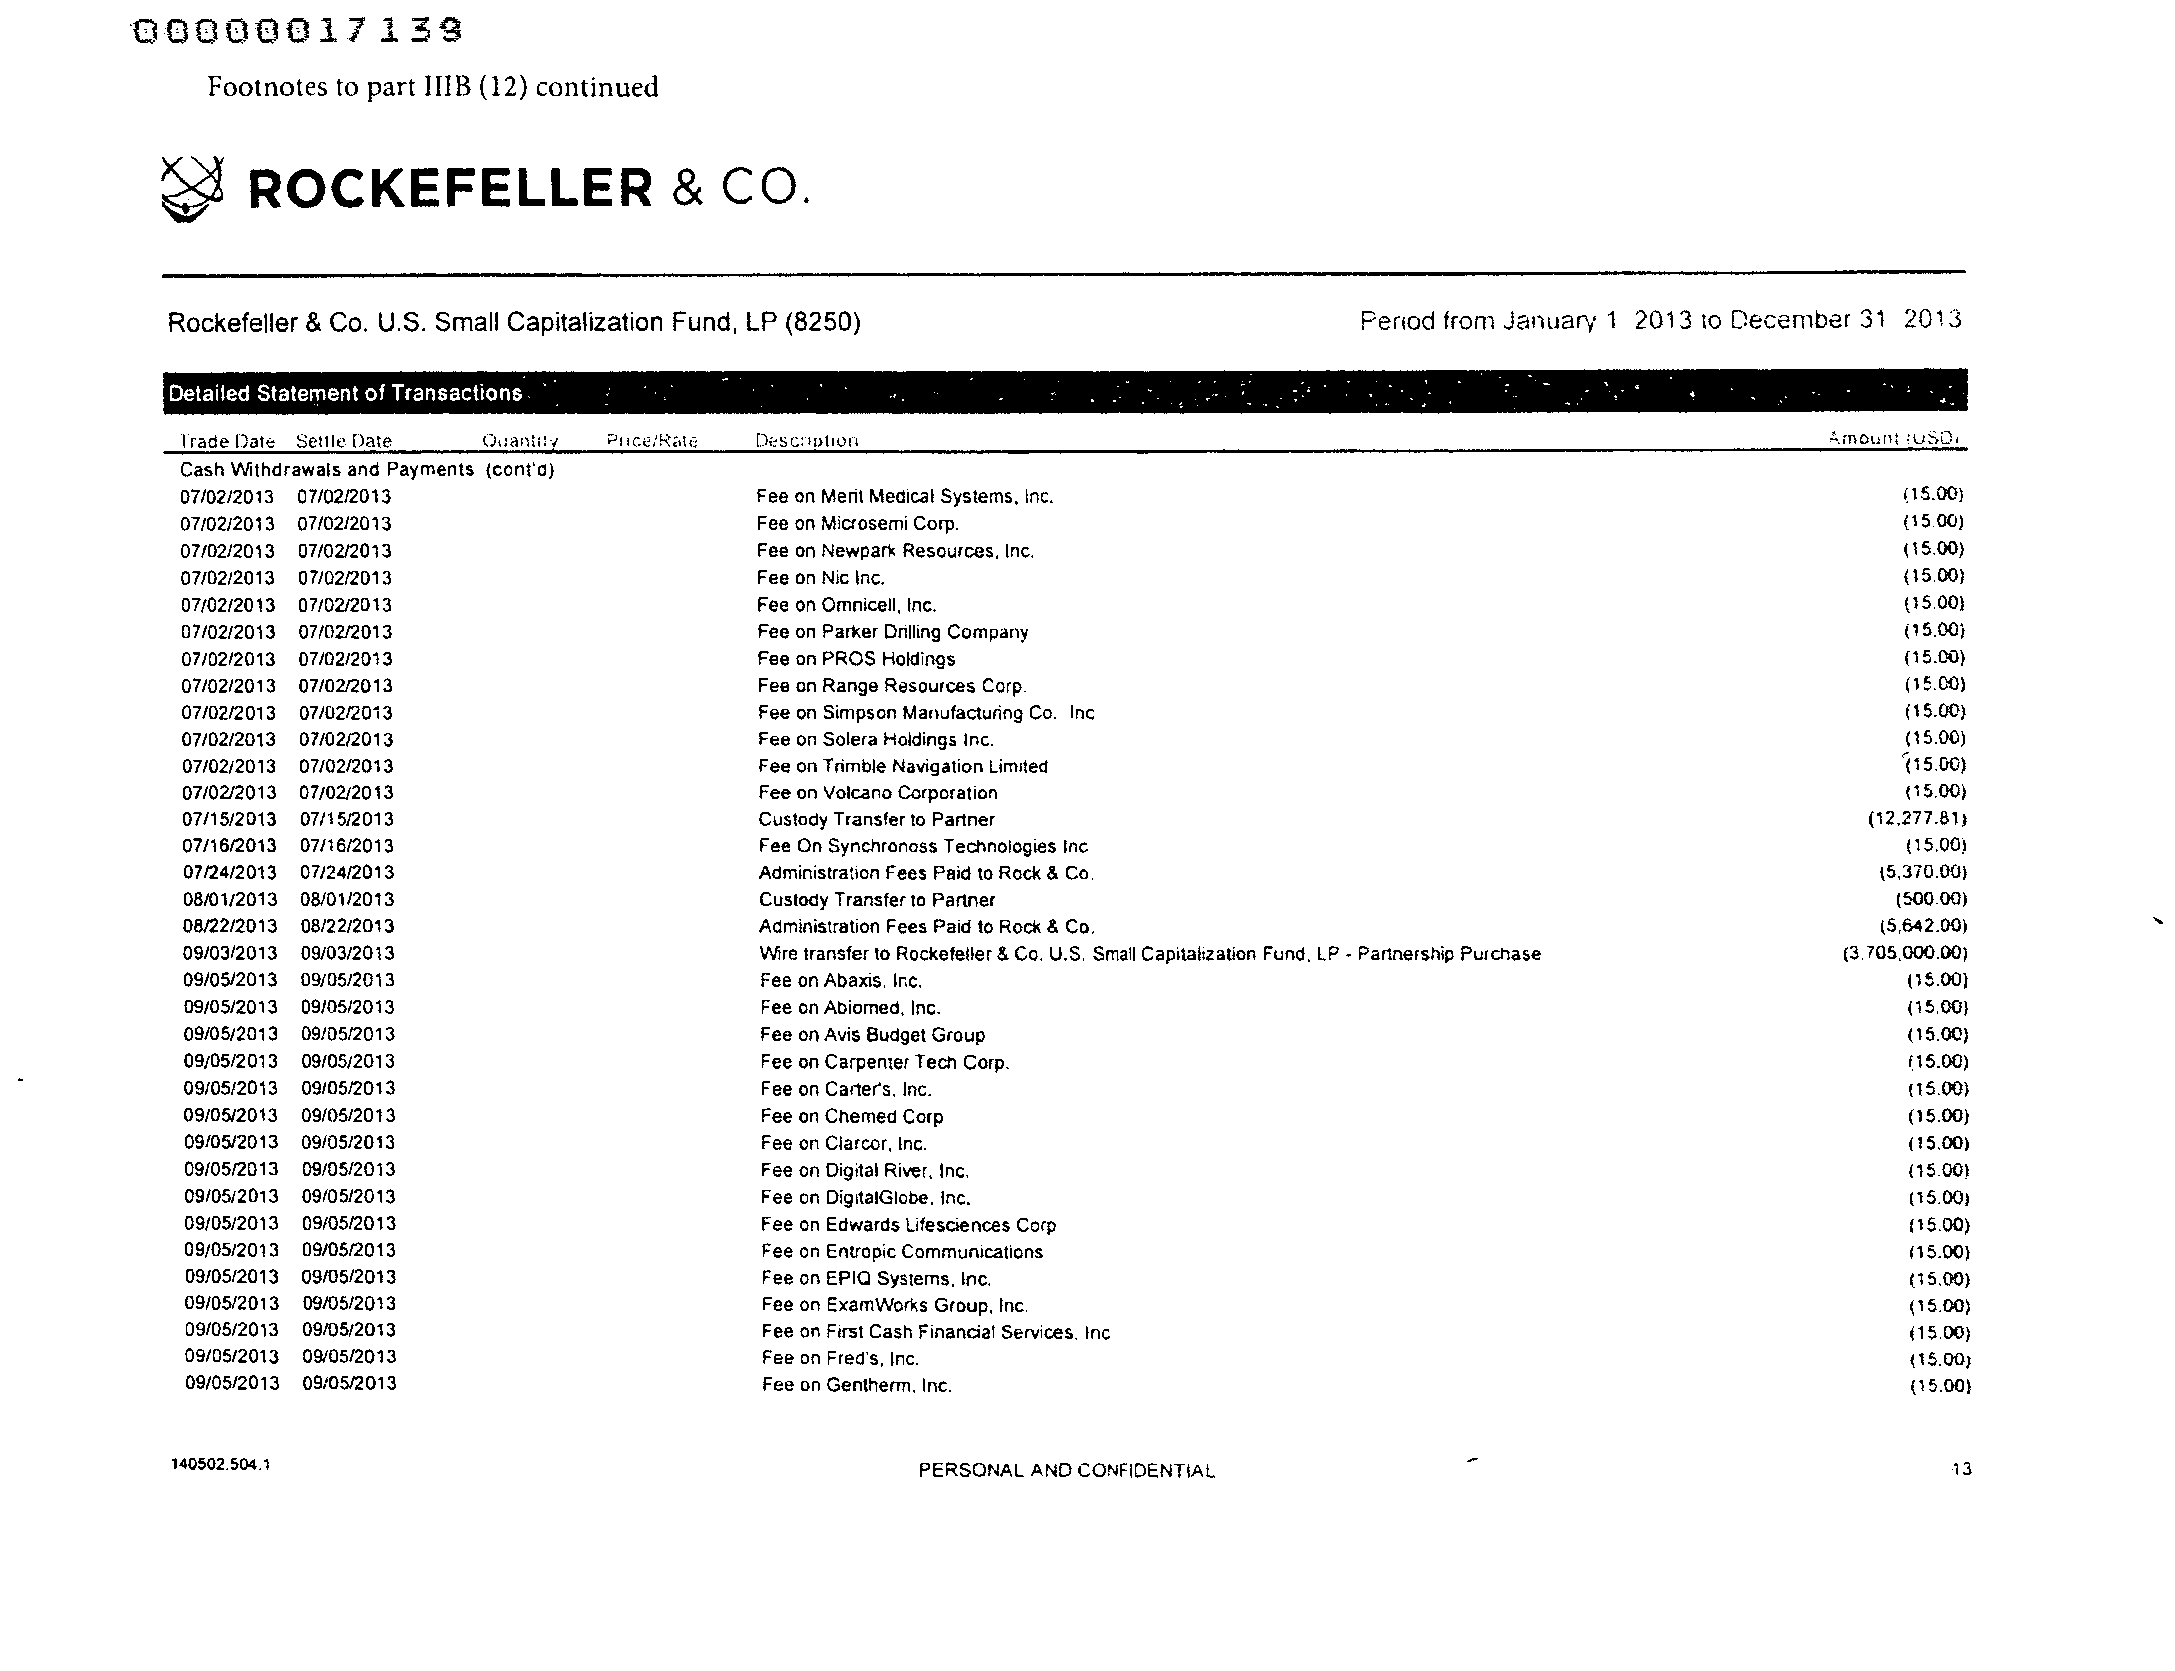 00000017139
Footnotes to part IIIB (12) continued
ROCKEFELLER & CO.
Rockefeller & Co. U.S. Small Capitalization Fund, LP (8250) Period from January 1 2013 to December 31 2013
Detailed Statement of Transactions
Trade Date Settle Date Quantity Price/Rate Description Amount (USD)
Cash Withdrawals and Payments (cont'd)
07/02/2013 07/02/2013 Fee on Merit Medical Systems, Inc. (15.00)
07/02/2013 07/02/2013 Fee on Microsemi Corp. (15.00)
07/02/2013 07/02/2013 Fee on Newpark Resources, Inc. (15.00)
07/02/2013 07/02/2013 Fee on Nic Inc. (15.00)
07/02/2013 07/02/2013 Fee on Omnicell, Inc. (15.00)
07/02/2013 07/02/2013 Fee on Parker Drilling Company (15.00)
07/02/2013 07/02/2013 Fee on PROS Holdings (15.00)
07/02/2013 07/02/2013 Fee on Range Resources Corp. (15.00)
07/02/2013 07/02/2013 Fee on Simpson Manufacturing Co. Inc (15.00)
07/02/2013 07/02/2013 Fee on Solera Holdings Inc. (15.00)
07/02/2013 07/02/2013 Fee on Trimble Navigation Limited (15.00)
07/02/2013 07/02/2013 Fee on Volcano Corporation (15.00)
07/15/2013 07/15/2013 Custody Transfer to Partner (12,277.81)
07/16/2013 07/16/2013 Fee On Synchronoss Technologies Inc (15.00)
07/24/2013 07/24/2013 Administration Fees Paid to Rock & Co. (5,370.00)
08/01/2013 08/01/2013 Custody Transfer to Partner (500.00)
08/22/2013 08/22/2013 Administration Fees Paid to Rock & Co. (5,642.00)
09/03/2013 09/03/2013 Wire transfer to Rockefeller & Co. U.S. Small Capitalization Fund, LP - Partnership Purchase (3,705,000.00)
09/05/2013 09/05/2013 Fee on Abaxis, Inc. (15.00)
09/05/2013 09/05/2013 Fee on Abiomed, Inc. (15.00)
09/05/2013 09/05/2013 Fee on Avis Budget Group (15.00)
09/05/2013 09/05/2013 Fee on Carpenter Tech Corp. (15.00)
09/05/2013 09/05/2013 Fee on Carter's, Inc. (15.00)
09/05/2013 09/05/2013 Fee on Chemed Corp (15.00)
09/05/2013 09/05/2013 Fee on Clarcor, Inc. (15.00)
09/05/2013 09/05/2013 Fee on Digital River, Inc. (15.00)
09/05/2013 09/05/2013 Fee on DigitalGlobe, Inc. (15.00)
09/05/2013 09/05/2013 Fee on Edwards Lifesciences Corp (15.00)
09/05/2013 09/05/2013 Fee on Entropic Communications (15.00)
09/05/2013 09/05/2013 Fee on EPIQ Systems, Inc. (15.00)
09/05/2013 09/05/2013 Fee on ExamWorks Group, Inc. (15.00)
09/05/2013 09/05/2013 Fee on First Cash Financial Services, Inc (15.00)
09/05/2013 09/05/2013 Fee on Fred's, Inc. (15.00)
09/05/2013 09/05/2013 Fee on Gentherm, Inc. (15.00)
140502.504.1 PERSONAL AND CONFIDENTIAL 13